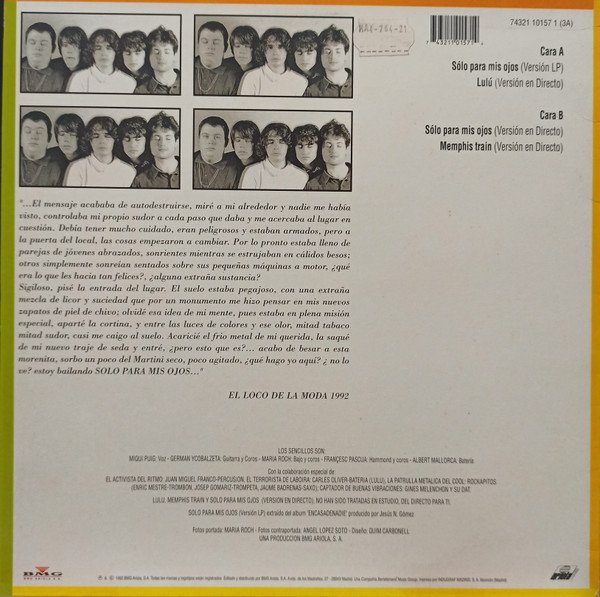 74321 10157 1 (3A)
MAX-704-21
7 43211 01571
Cara A
Sólo para mis ojos (Versión LP)
Lulú (Versión en Directo)
Cara B
Sólo para mis ojos (Versión en Directo)
Memphis train (Versión en Directo)
"...El mensaje acababa de autodestruirse, miré a mi alrededor y nadie me había
visto, controlaba mi propio sudor a cada paso que daba y me acercaba al lugar en
cuestión. Debía tener mucho cuidado, eran peligrosos y estaban armados, pero a
la puerta del local, las cosas empezaron a cambiar. Por lo pronto estaba lleno de
parejas de jóvenes abrazados, sonrientes mientras se estrujaban en cálidos besos;
otros simplemente sonreían sentados sobre sus pequeñas máquinas a motor, ¿qué
era lo que les hacia tan felices?, ¿alguna extraña sustancia?
Sigiloso, pisé la entrada del lugar. El suelo estaba pegajoso, con una extraña
mezcla de licor y suciedad que por un monumento me hizo pensar en mis nuevos
zapatos de piel de chivo; olvidé esa idea de mi mente, pues estaba en plena misión
especial, aparté la cortina, y entre las luces de colores y ese olor, mitad tabaco
mitad sudor, casi me caigo al suelo. Acaricié el frío metal de mi querida, la saqué
de mi nuevo traje de seda y entré, ¿pero esto que es?... acabo de besar a esta
morenita, sorbo un poco del Martini seco, poco agitado, ¿qué hago yo aquí? ¿ no lo
ve? estoy bailando SOLO PARA MIS OJOS..."
EL LOCO DE LA MODA 1992
LOS SENCILLOS SON:
MIQUI PUIG: Voz - GERMAN YCOBALZETA: Guitarra y Coros - MARIA ROCH: Bajo y coros - FRANÇESC PASCUA: Hammond y coros - ALBERT MALLORCA: Batería
Con la colaboración especial de:
EL ACTIVISTA DEL RITMO: JUAN MIGUEL FRANCO-PERCUSION. EL TERRORISTA DE LABOIRA: CARLES OLIVER-BATERIA (LULU), LA PATRULLA METALICA DEL COOL: ROCKAPITOS
(ENRIC MESTRE-TROMBON, JOSEP GOMARIZ-TROMPETA, JAUME BADRENAS-SAXO), CAPTADOR DE BUENAS VIBRACIONES: GINES MELENCHON Y SU DAT.
LULU, MEMPHIS TRAIN Y SOLO PARA MIS OJOS (VERSIÓN EN DIRECTO), NO HAN SIDO TRATADAS EN ESTUDIO, DEL DIRECTO PARA TI.
SOLO PARA MIS OJOS (Versión LP) extraido del album 'ENCASADENADIE' producido por Jesús N. Gómez
Fotos portada: MARIA ROCH - Fotos contraportada: ANGEL LOPEZ SOTO - Diseño: QUIM CARBONELL
UNA PRODUCCION BMG ARIOLA, S. A.
BMG
BMG ARIOLA S.A.
ariola